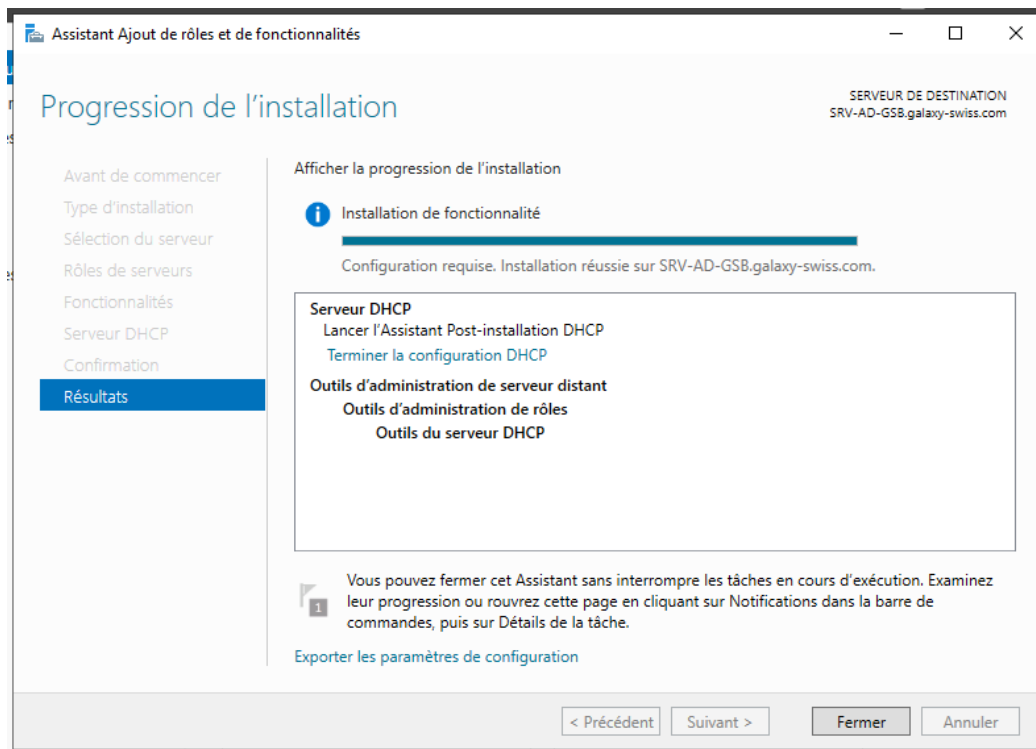 Assistant Ajout de rôles et de fonctionnalités
Progression de l'installation
SERVEUR DE DESTINATION
SRV-AD-GSB.galaxy-swiss.com
Avant de commencer
Type d'installation
Sélection du serveur
Rôles de serveurs
Fonctionnalités
Serveur DHCP
Confirmation
Résultats
Afficher la progression de l'installation
Installation de fonctionnalité
Configuration requise. Installation réussie sur SRV-AD-GSB.galaxy-swiss.com.
Serveur DHCP
Lancer l'Assistant Post-installation DHCP
Terminer la configuration DHCP
Outils d'administration de serveur distant
Outils d'administration de rôles
Outils du serveur DHCP
1
Vous pouvez fermer cet Assistant sans interrompre les tâches en cours d'exécution. Examinez
leur progression ou rouvrez cette page en cliquant sur Notifications dans la barre de
commandes, puis sur Détails de la tâche.
Exporter les paramètres de configuration
< Précédent
Suivant >
Fermer
Annuler